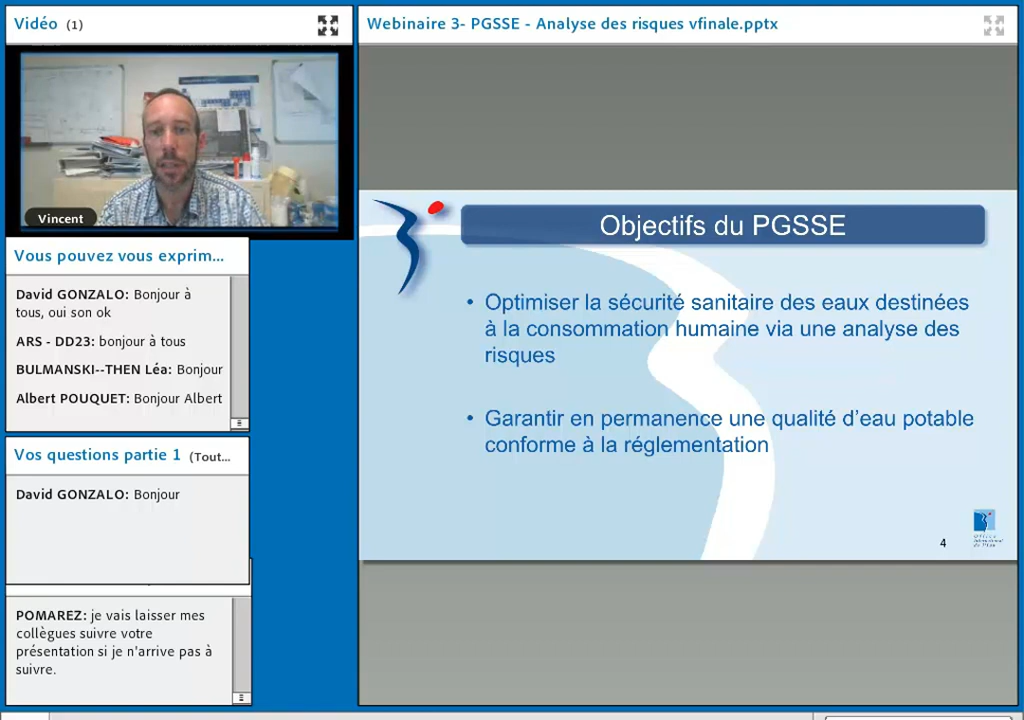 Vidéo (1)
Vincent
Vous pouvez vous exprim...
David GONZALO: Bonjour à
tous, oui son ok
ARS - DD23: bonjour à tous
BULMANSKI--THEN Léa: Bonjour
Albert POUQUET: Bonjour Albert
Vos questions partie 1 (Tout...
David GONZALO: Bonjour
POMAREZ: je vais laisser mes
collègues suivre votre
présentation si je n'arrive pas à
suivre.
Webinaire 3- PGSSE - Analyse des risques vfinale.pptx
Objectifs du PGSSE
• Optimiser la sécurité sanitaire des eaux destinées
à la consommation humaine via une analyse des
risques
• Garantir en permanence une qualité d'eau potable
conforme à la réglementation
4